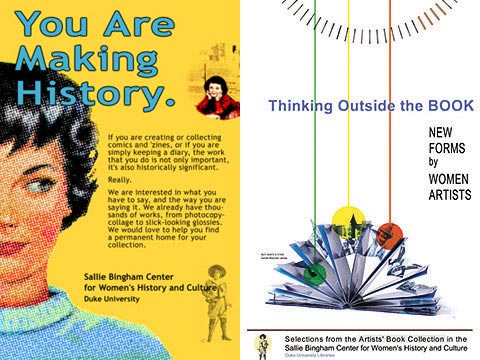 You Are
Making
History.
If you are creating or collecting
comics and 'zines, or if you are
simply keeping a diary, the work
that you do is not only important,
it's also historically significant.
Really.
We are interested in what you
have to say, and the way you are
saying it. We already have thou-
sands of works, from photocopy-
collage to slick-looking glossies.
We would love to help you find
a permanent home for your
collection.
Sallie Bingham Center
for Women's History and Culture
Duke University
Thinking Outside the BOOK
NEW
FORMS
by
WOMEN
ARTISTS
Selections from the Artists' Book Collection in the
Sallie Bingham Center for Women's History and Culture
Duke University Libraries